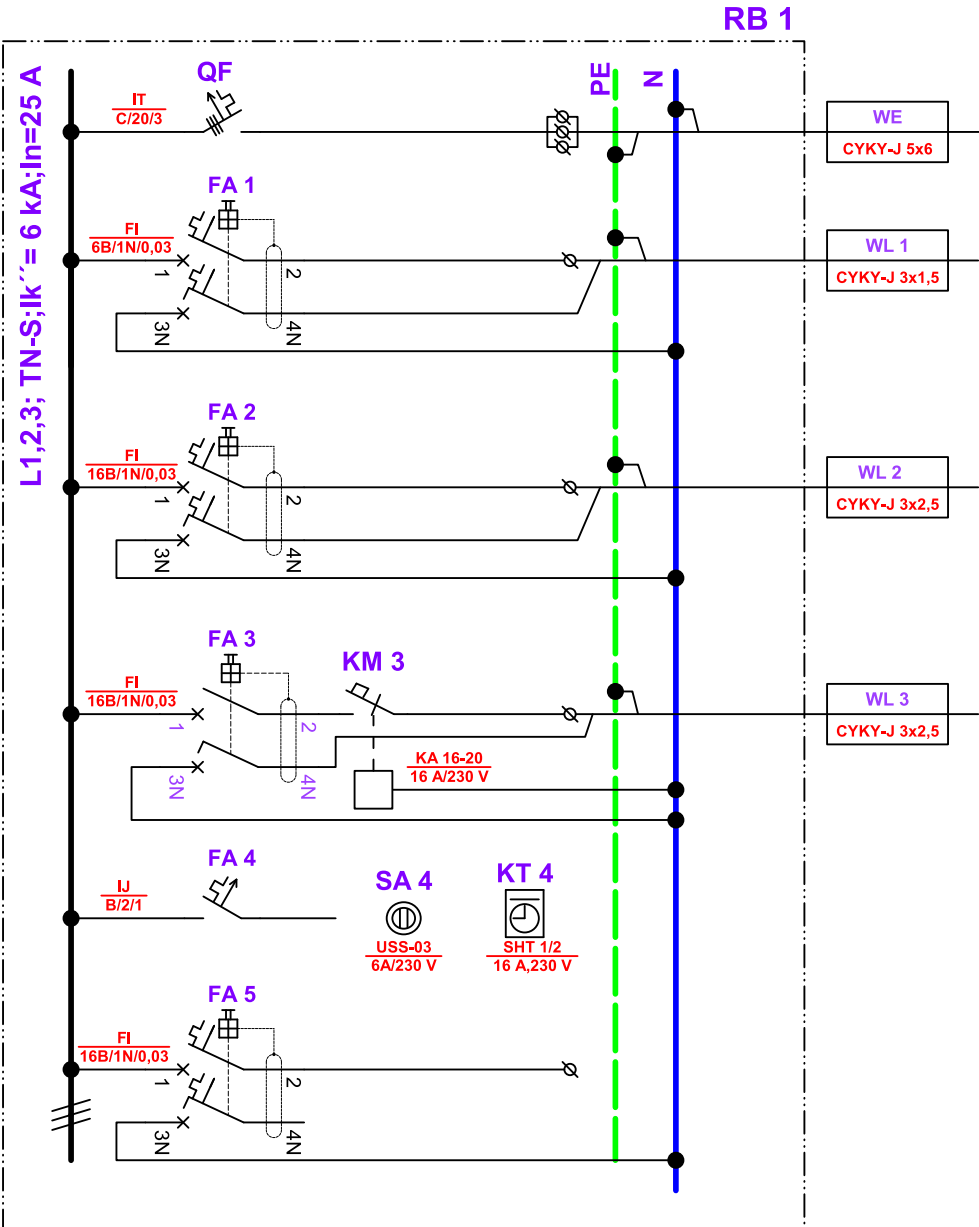 RB 1
L1,2,3; TN-S;Ik´´= 6 kA;In=25 A
QF
PE
N
IT
C/20/3
WE
CYKY-J 5x6
FA 1
FI
6B/1N/0,03
1
2
3N
4N
WL 1
CYKY-J 3x1,5
FA 2
FI
16B/1N/0,03
1
2
3N
4N
WL 2
CYKY-J 3x2,5
FA 3
KM 3
FI
16B/1N/0,03
1
2
3N
4N
KA 16-20
16 A/230 V
WL 3
CYKY-J 3x2,5
FA 4
IJ
B/2/1
SA 4
USS-03
6A/230 V
KT 4
SHT 1/2
16 A,230 V
FA 5
FI
16B/1N/0,03
1
2
3N
4N